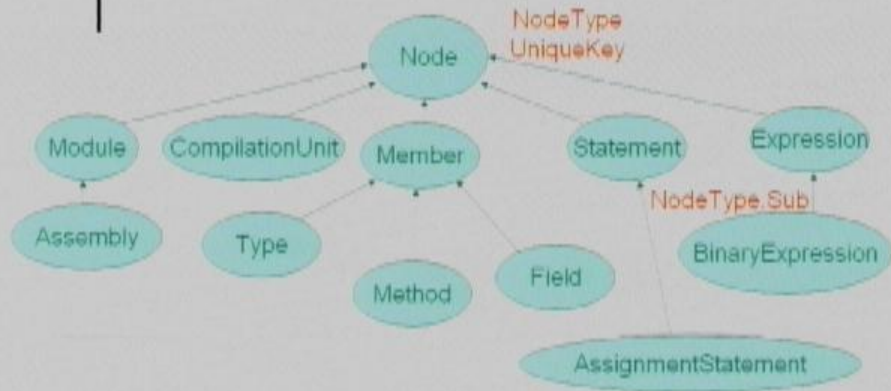 NodeType
UniqueKey
Node
Module
CompilationUnit
Member
Statement
Expression
NodeType.Sub
Assembly
Type
BinaryExpression
Method
Field
AssignmentStatement